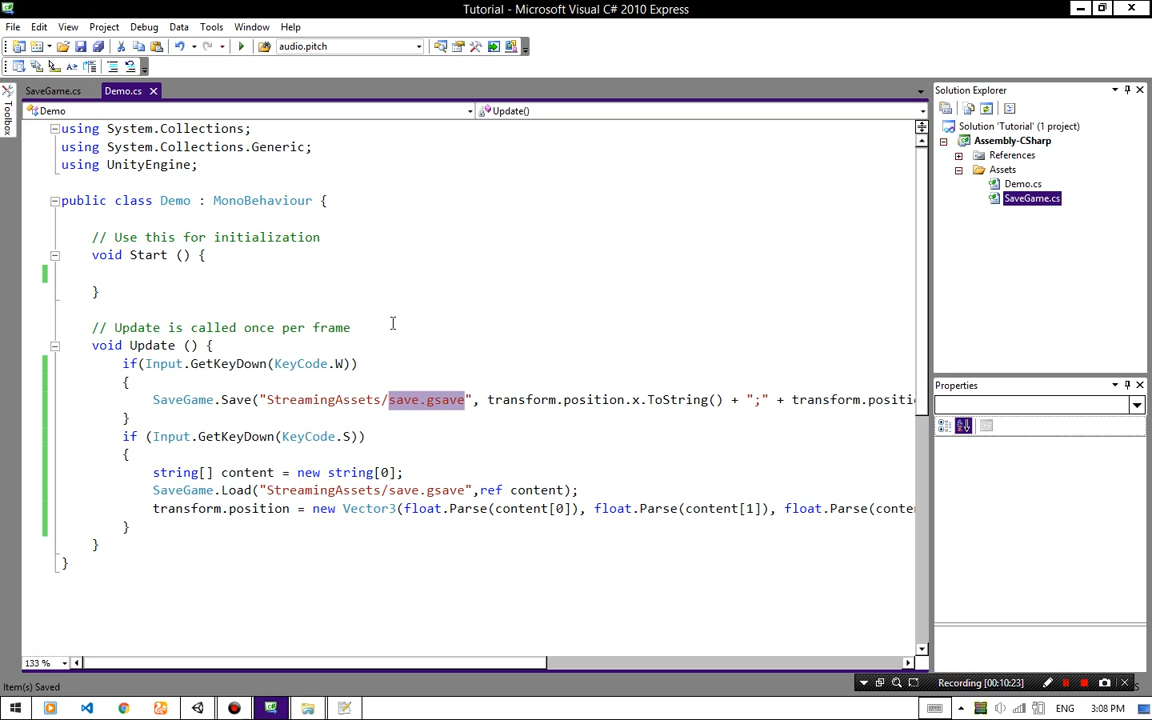 Tutorial - Microsoft Visual C# 2010 Express
File Edit View Project Debug Data Tools Window Help
audio.pitch
SaveGame.cs Demo.cs
Toolbox
Demo Update()
using System.Collections;
using System.Collections.Generic;
using UnityEngine;
public class Demo : MonoBehaviour {
// Use this for initialization
void Start () {
}
// Update is called once per frame
void Update () {
if(Input.GetKeyDown(KeyCode.W))
{
SaveGame.Save("StreamingAssets/save.gsave", transform.position.x.ToString() + ";" + transform.positi
}
if (Input.GetKeyDown(KeyCode.S))
{
string[] content = new string[0];
SaveGame.Load("StreamingAssets/save.gsave",ref content);
transform.position = new Vector3(float.Parse(content[0]), float.Parse(content[1]), float.Parse(conte
}
}
}
133 %
Solution Explorer
Solution 'Tutorial' (1 project)
Assembly-CSharp
References
Assets
Demo.cs
SaveGame.cs
Properties
Item(s) Saved
Recording [00:10:23]
ENG 3:08 PM